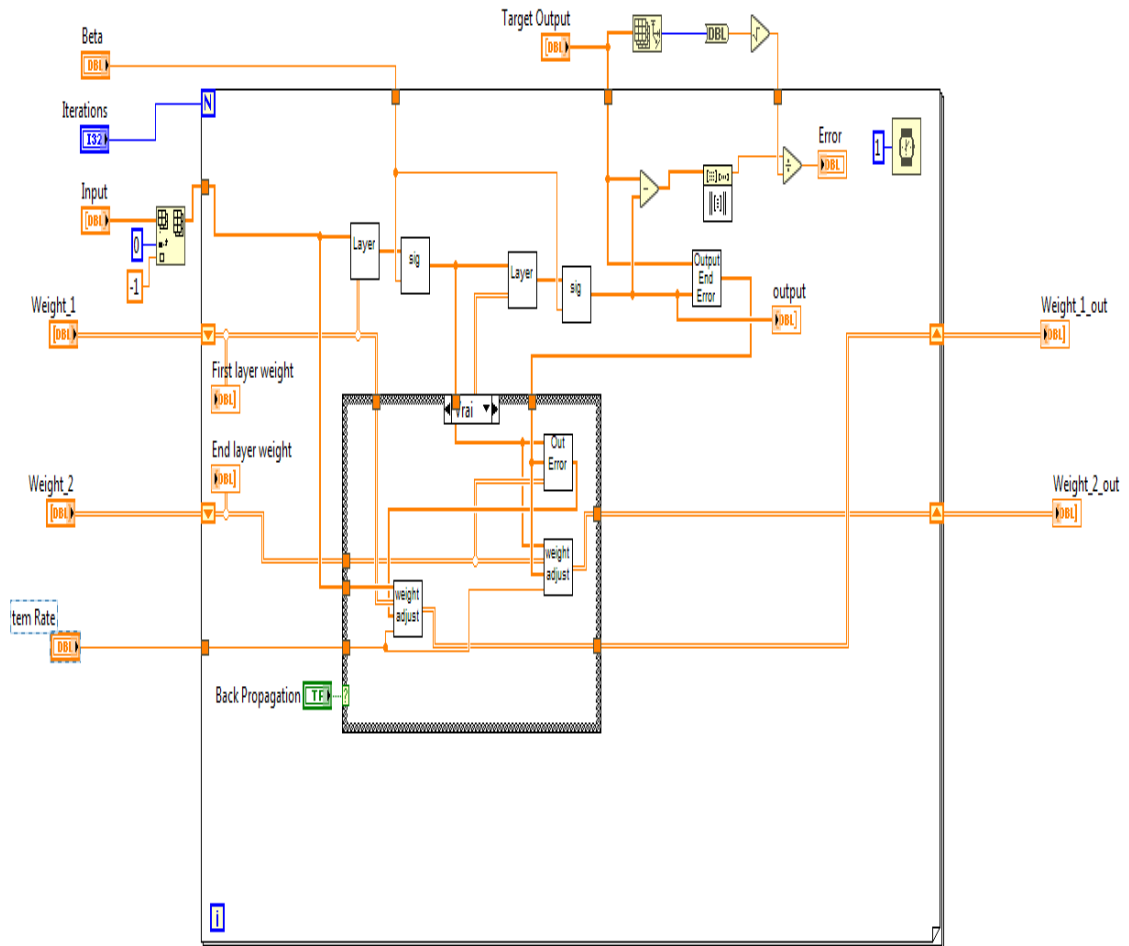 Target Output
DBL
DBL
Beta
DBL
N
Iterations
I32
Error
1
DBL
Input
DBL
0
-1
Layer
sig
Layer
sig
Output
End
Error
output
DBL
Weight_1
DBL
Weight_1_out
DBL
First layer weight
DBL
Vrai
End layer weight
DBL
Out
Error
Weight_2
DBL
Weight_2_out
DBL
weight
adjust
weight
adjust
tem Rate
DBL
Back Propagation
TF
?
i